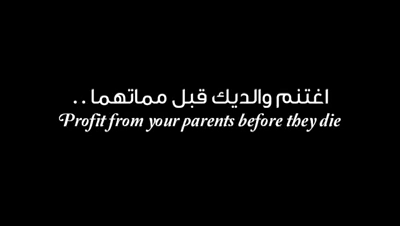 اغتنم والديك قبل مماتهما . .
Profit from your parents before they die